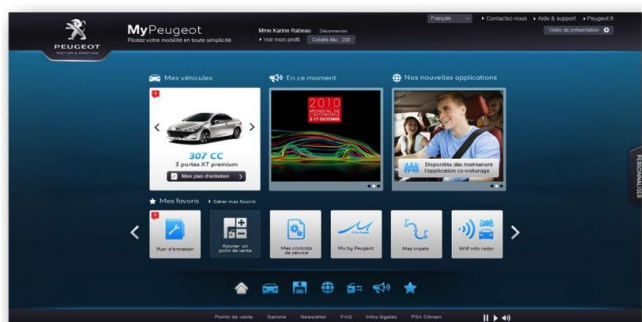 PEUGEOT
MOTION & EMOTION
MyPeugeot
Pilotez votre mobilité en toute simplicité
Mme Karine Rabeau Déconnexion
Voir mon profil Crédits Mu : 200
Français
Contactez-nous Aide & support Peugeot.fr
Vidéo de présentation
Mes véhicules
307 CC
3 portes XT premium
Mon plan d'entretien
En ce moment
2010
MONDIAL DE
L'AUTOMOBILE
2-17 OCTOBRE
Nos nouvelles applications
Disponible dès maintenant
l'application co-voiturage
PERSONNALISER
Mes favoris Gérer mes favoris
Plan d'entretien
Ajouter un
point de vente
Mes contrats
de service
Mu by Peugeot
Mes trajets
WIP info motor
Points de vente Gamme Newsletter FAQ Infos légales PSA Citroen